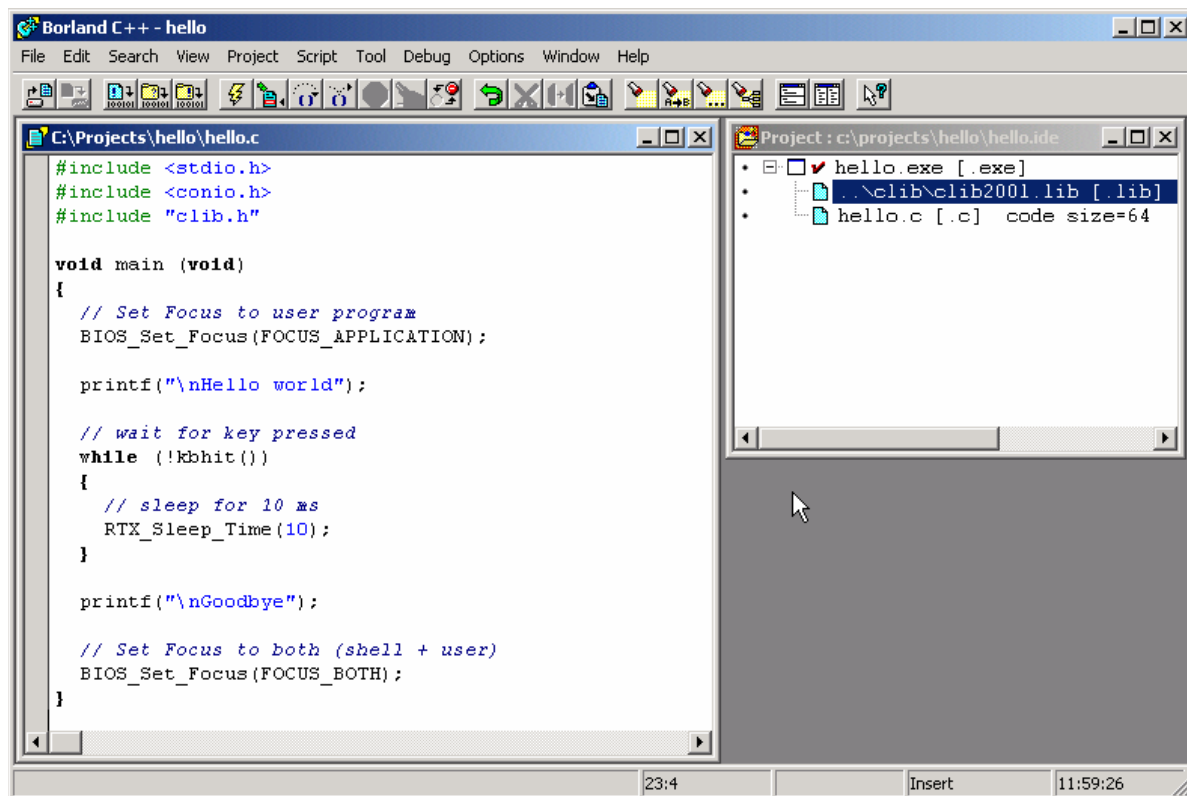 Borland C++ - hello
File Edit Search View Project Script Tool Debug Options Window Help
C:\Projects\hello\hello.c
#include <stdio.h>
#include <conio.h>
#include "clib.h"
void main (void)
{
// Set Focus to user program
BIOS_Set_Focus(FOCUS_APPLICATION);
printf("\nHello world");
// wait for key pressed
while (!kbhit())
{
// sleep for 10 ms
RTX_Sleep_Time(10);
}
printf("\nGoodbye");
// Set Focus to both (shell + user)
BIOS_Set_Focus(FOCUS_BOTH);
}
Project : c:\projects\hello\hello.ide
hello.exe [.exe]
..\clib\clib2001.lib [.lib]
hello.c [.c] code size=64
23:4 Insert 11:59:26